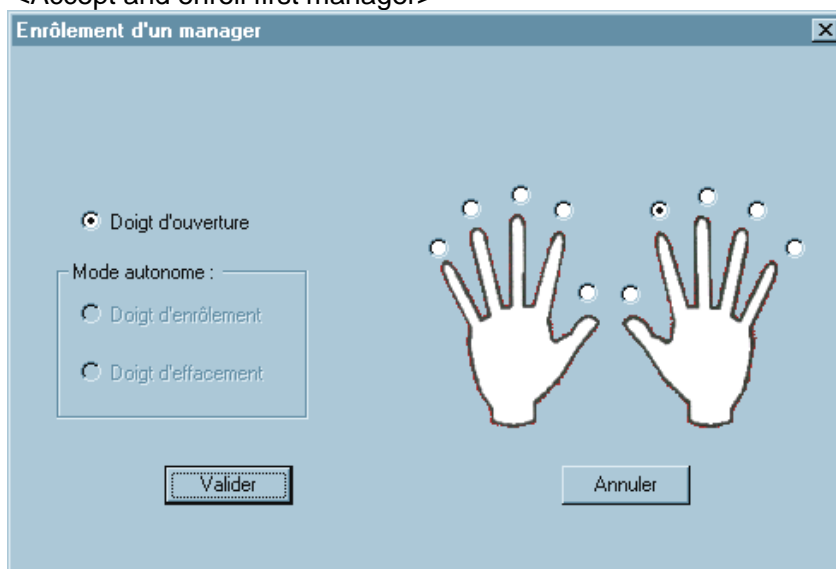 <Accept and enroll first manager>
Enrôlement d'un manager
Doigt d'ouverture
Mode autonome :
Doigt d'enrôlement
Doigt d'effacement
Valider
Annuler